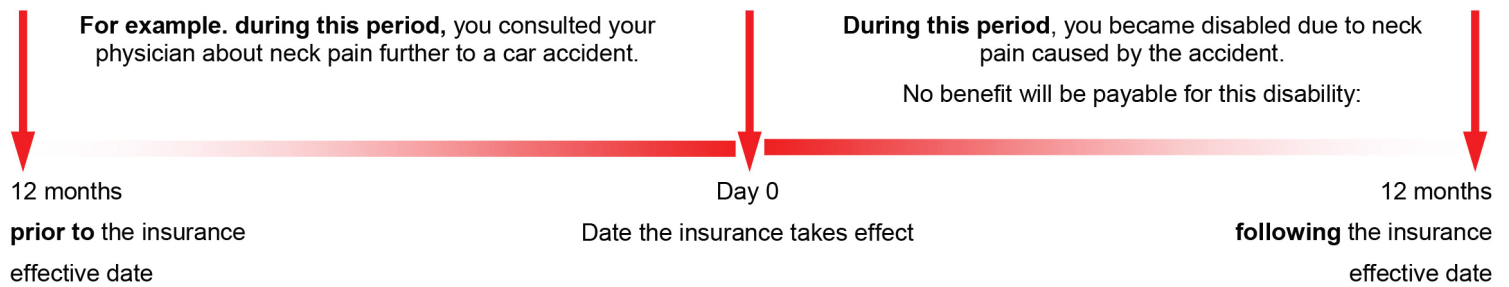 For example. during this period, you consulted your
physician about neck pain further to a car accident.
During this period, you became disabled due to neck
pain caused by the accident.
No benefit will be payable for this disability:
12 months
prior to the insurance
effective date
Day 0
Date the insurance takes effect
12 months
following the insurance
effective date